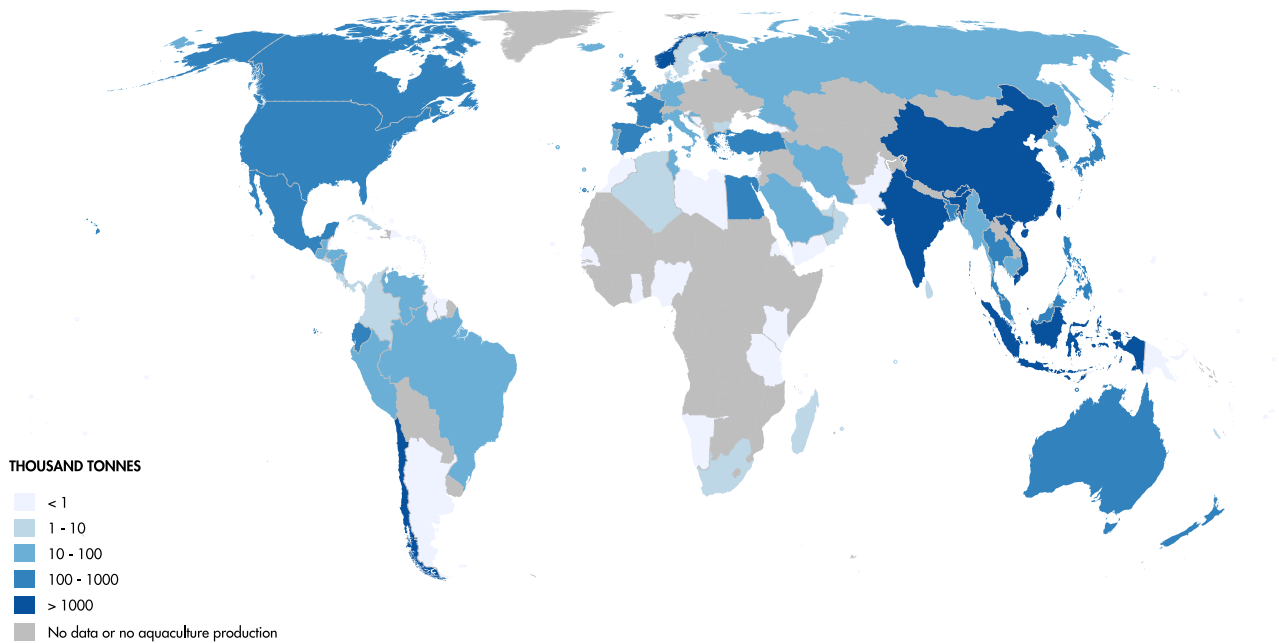 THOUSAND TONNES
< 1
1 - 10
10 - 100
100 - 1000
> 1000
No data or no aquaculture production